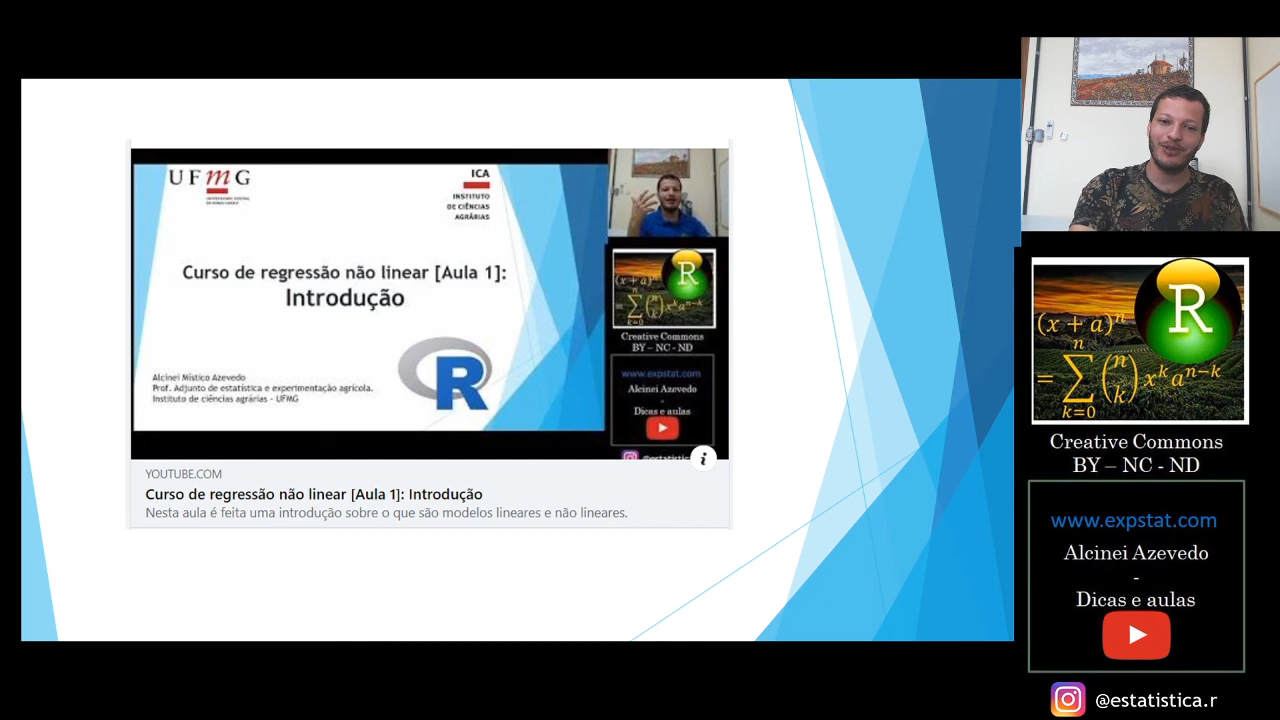 UFmG
ICA
INSTITUTO
DE CIÊNCIAS
AGRÁRIAS
Curso de regressão não linear [Aula 1]:
Introdução
Alcinei Místico Azevedo
Prof. Adjunto de estatística e experimentação agrícola.
Instituto de ciências agrárias - UFMG
R
R
(x + a)^n
= ∑ k=0 n (n k) x^k a^n−k
Creative Commons
BY – NC - ND
www.expstat.com
Alcinei Azevedo
-
Dicas e aulas
@estatistica.r
YOUTUBE.COM
Curso de regressão não linear [Aula 1]: Introdução
Nesta aula é feita uma introdução sobre o que são modelos lineares e não lineares.
i
R
(x + a)^n
= ∑ k=0 n (n k) x^k a^n−k
Creative Commons
BY – NC - ND
www.expstat.com
Alcinei Azevedo
-
Dicas e aulas
@estatistica.r